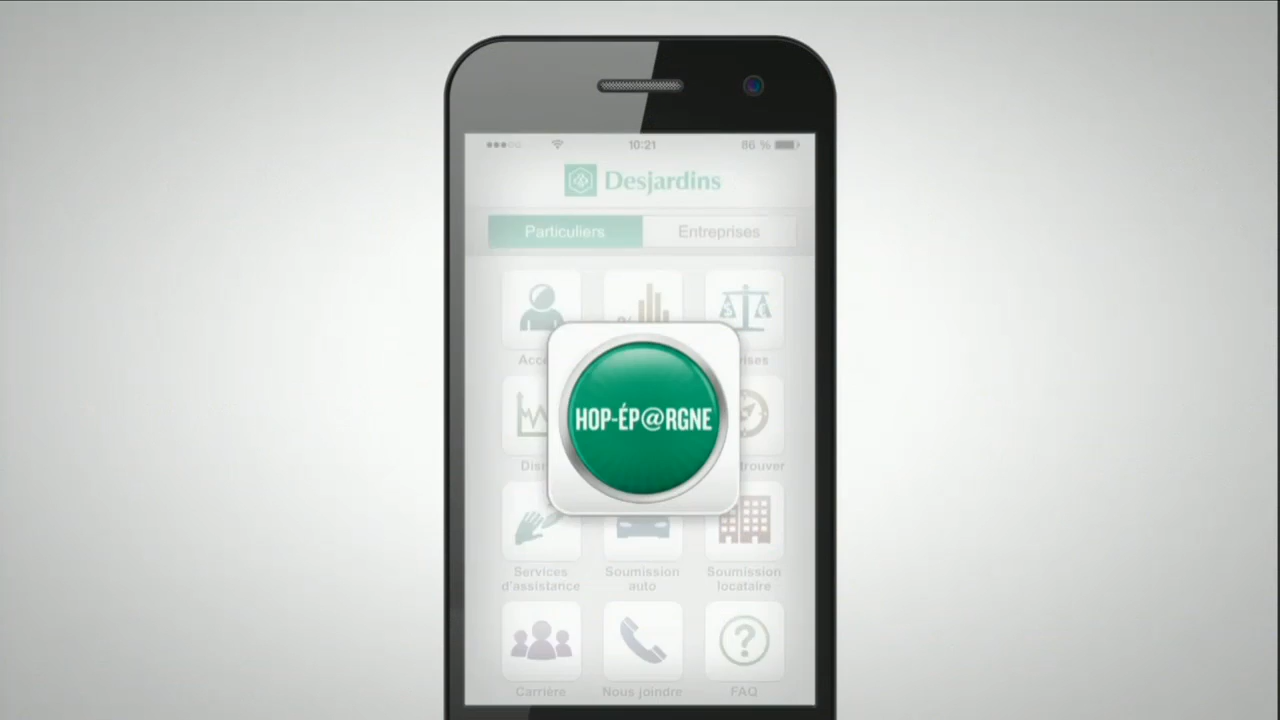 10:21
86 %
Desjardins
Particuliers
Entreprises
%
$
€
HOP-ÉP@RGNE
Services
d'assistance
Soumission
auto
Soumission
locataire
?
Carrière
Nous joindre
FAQ